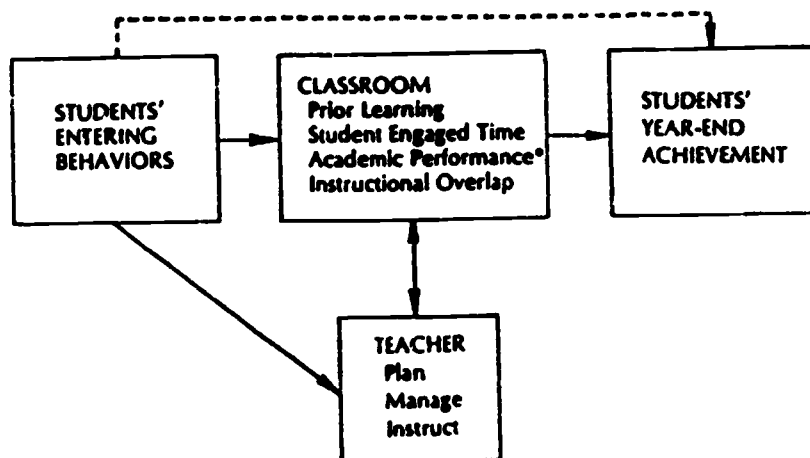 STUDENTS'
ENTERING
BEHAVIORS
CLASSROOM
Prior Learning
Student Engaged Time
Academic Performance*
Instructional Overlap
STUDENTS'
YEAR-END
ACHIEVEMENT
TEACHER
Plan
Manage
Instruct